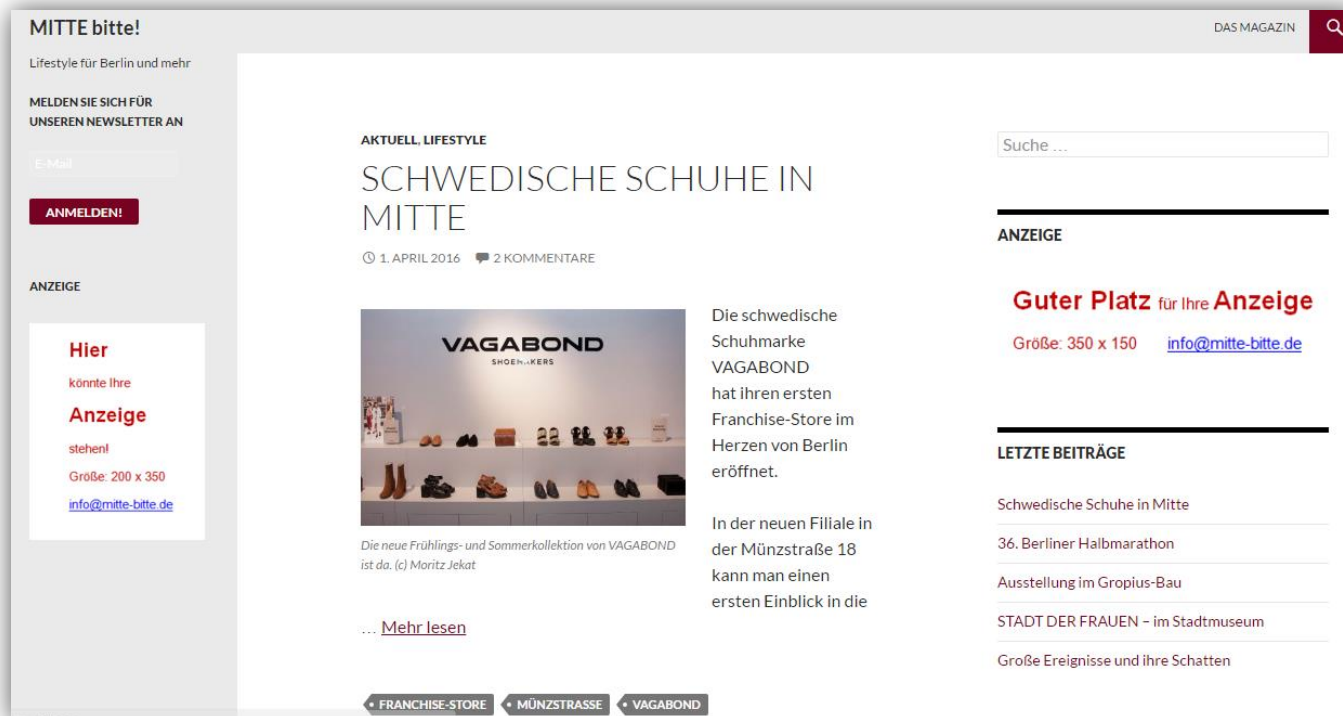 MITTE bitte!
DAS MAGAZIN
Lifestyle für Berlin und mehr
MELDEN SIE SICH FÜR
UNSEREN NEWSLETTER AN
E-Mail
ANMELDEN!
ANZEIGE
Hier
könnte Ihre
Anzeige
stehen!
Größe: 200 x 350
info@mitte-bitte.de
AKTUELL, LIFESTYLE
SCHWEDISCHE SCHUHE IN
MITTE
1. APRIL 2016 2 KOMMENTARE
VAGABOND
SHOEMAKERS
Die neue Frühlings- und Sommerkollektion von VAGABOND
ist da. (c) Moritz Jekat
Die schwedische
Schuhmarke
VAGABOND
hat ihren ersten
Franchise-Store im
Herzen von Berlin
eröffnet.
In der neuen Filiale in
der Münzstraße 18
kann man einen
ersten Einblick in die
… Mehr lesen
FRANCHISE-STORE MÜNZSTRASSE VAGABOND
Suche …
ANZEIGE
Guter Platz für Ihre Anzeige
Größe: 350 x 150 info@mitte-bitte.de
LETZTE BEITRÄGE
Schwedische Schuhe in Mitte
36. Berliner Halbmarathon
Ausstellung im Gropius-Bau
STADT DER FRAUEN – im Stadtmuseum
Große Ereignisse und ihre Schatten